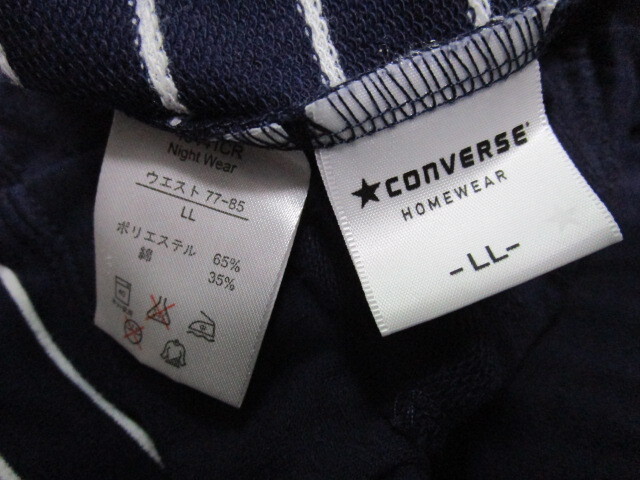 Night Wear
ウエスト 77-85
LL
ポリエステル 65%
綿 35%
★CONVERSE®
HOMEWEAR
-LL-